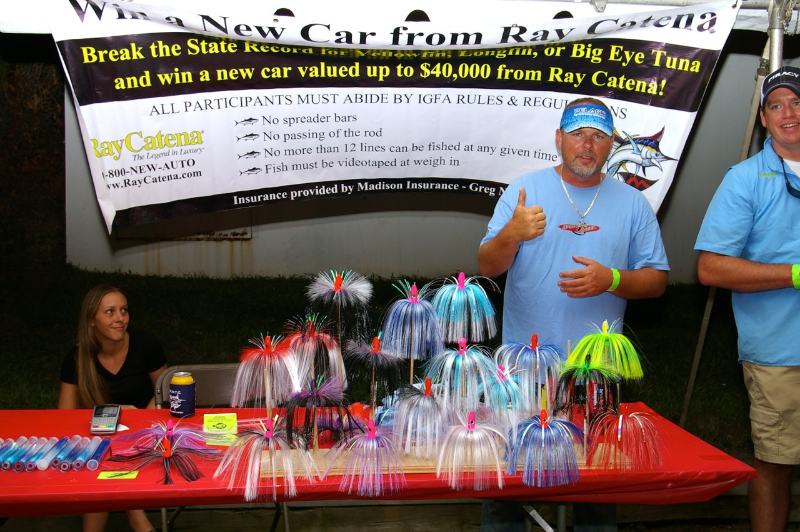 Win a New Car from Ray Catena
Break the State Record for Yellowfin, Longfin, or Big Eye Tuna
and win a new car valued up to $40,000 from Ray Catena!
ALL PARTICIPANTS MUST ABIDE BY IGFA RULES & REGULATIONS
No spreader bars
No passing of the rod
No more than 12 lines can be fished at any given time
Fish must be videotaped at weigh in
RayCatena
The Legend in Luxury
1-800-NEW-AUTO
www.RayCatena.com
Insurance provided by Madison Insurance - Greg
PELAGIC